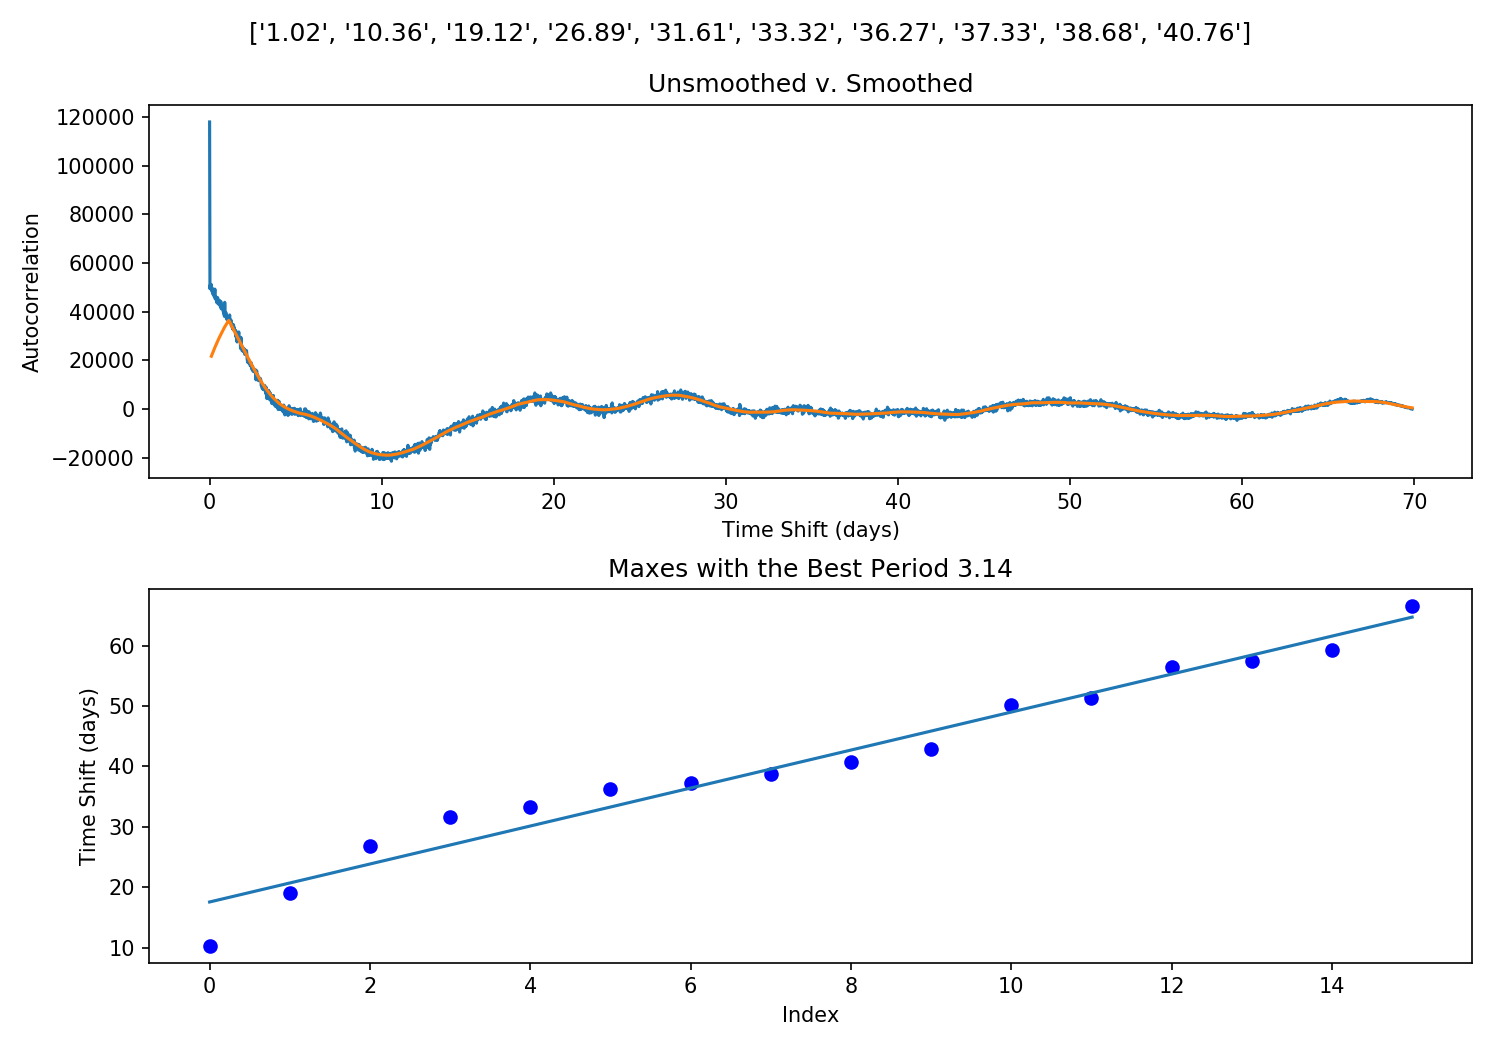 ['1.02', '10.36', '19.12', '26.89', '31.61', '33.32', '36.27', '37.33', '38.68', '40.76']
Unsmoothed v. Smoothed
Autocorrelation
120000
100000
80000
60000
40000
20000
0
−20000
0 10 20 30 40 50 60 70
Time Shift (days)
Maxes with the Best Period 3.14
Time Shift (days)
60
50
40
30
20
10
0 2 4 6 8 10 12 14
Index